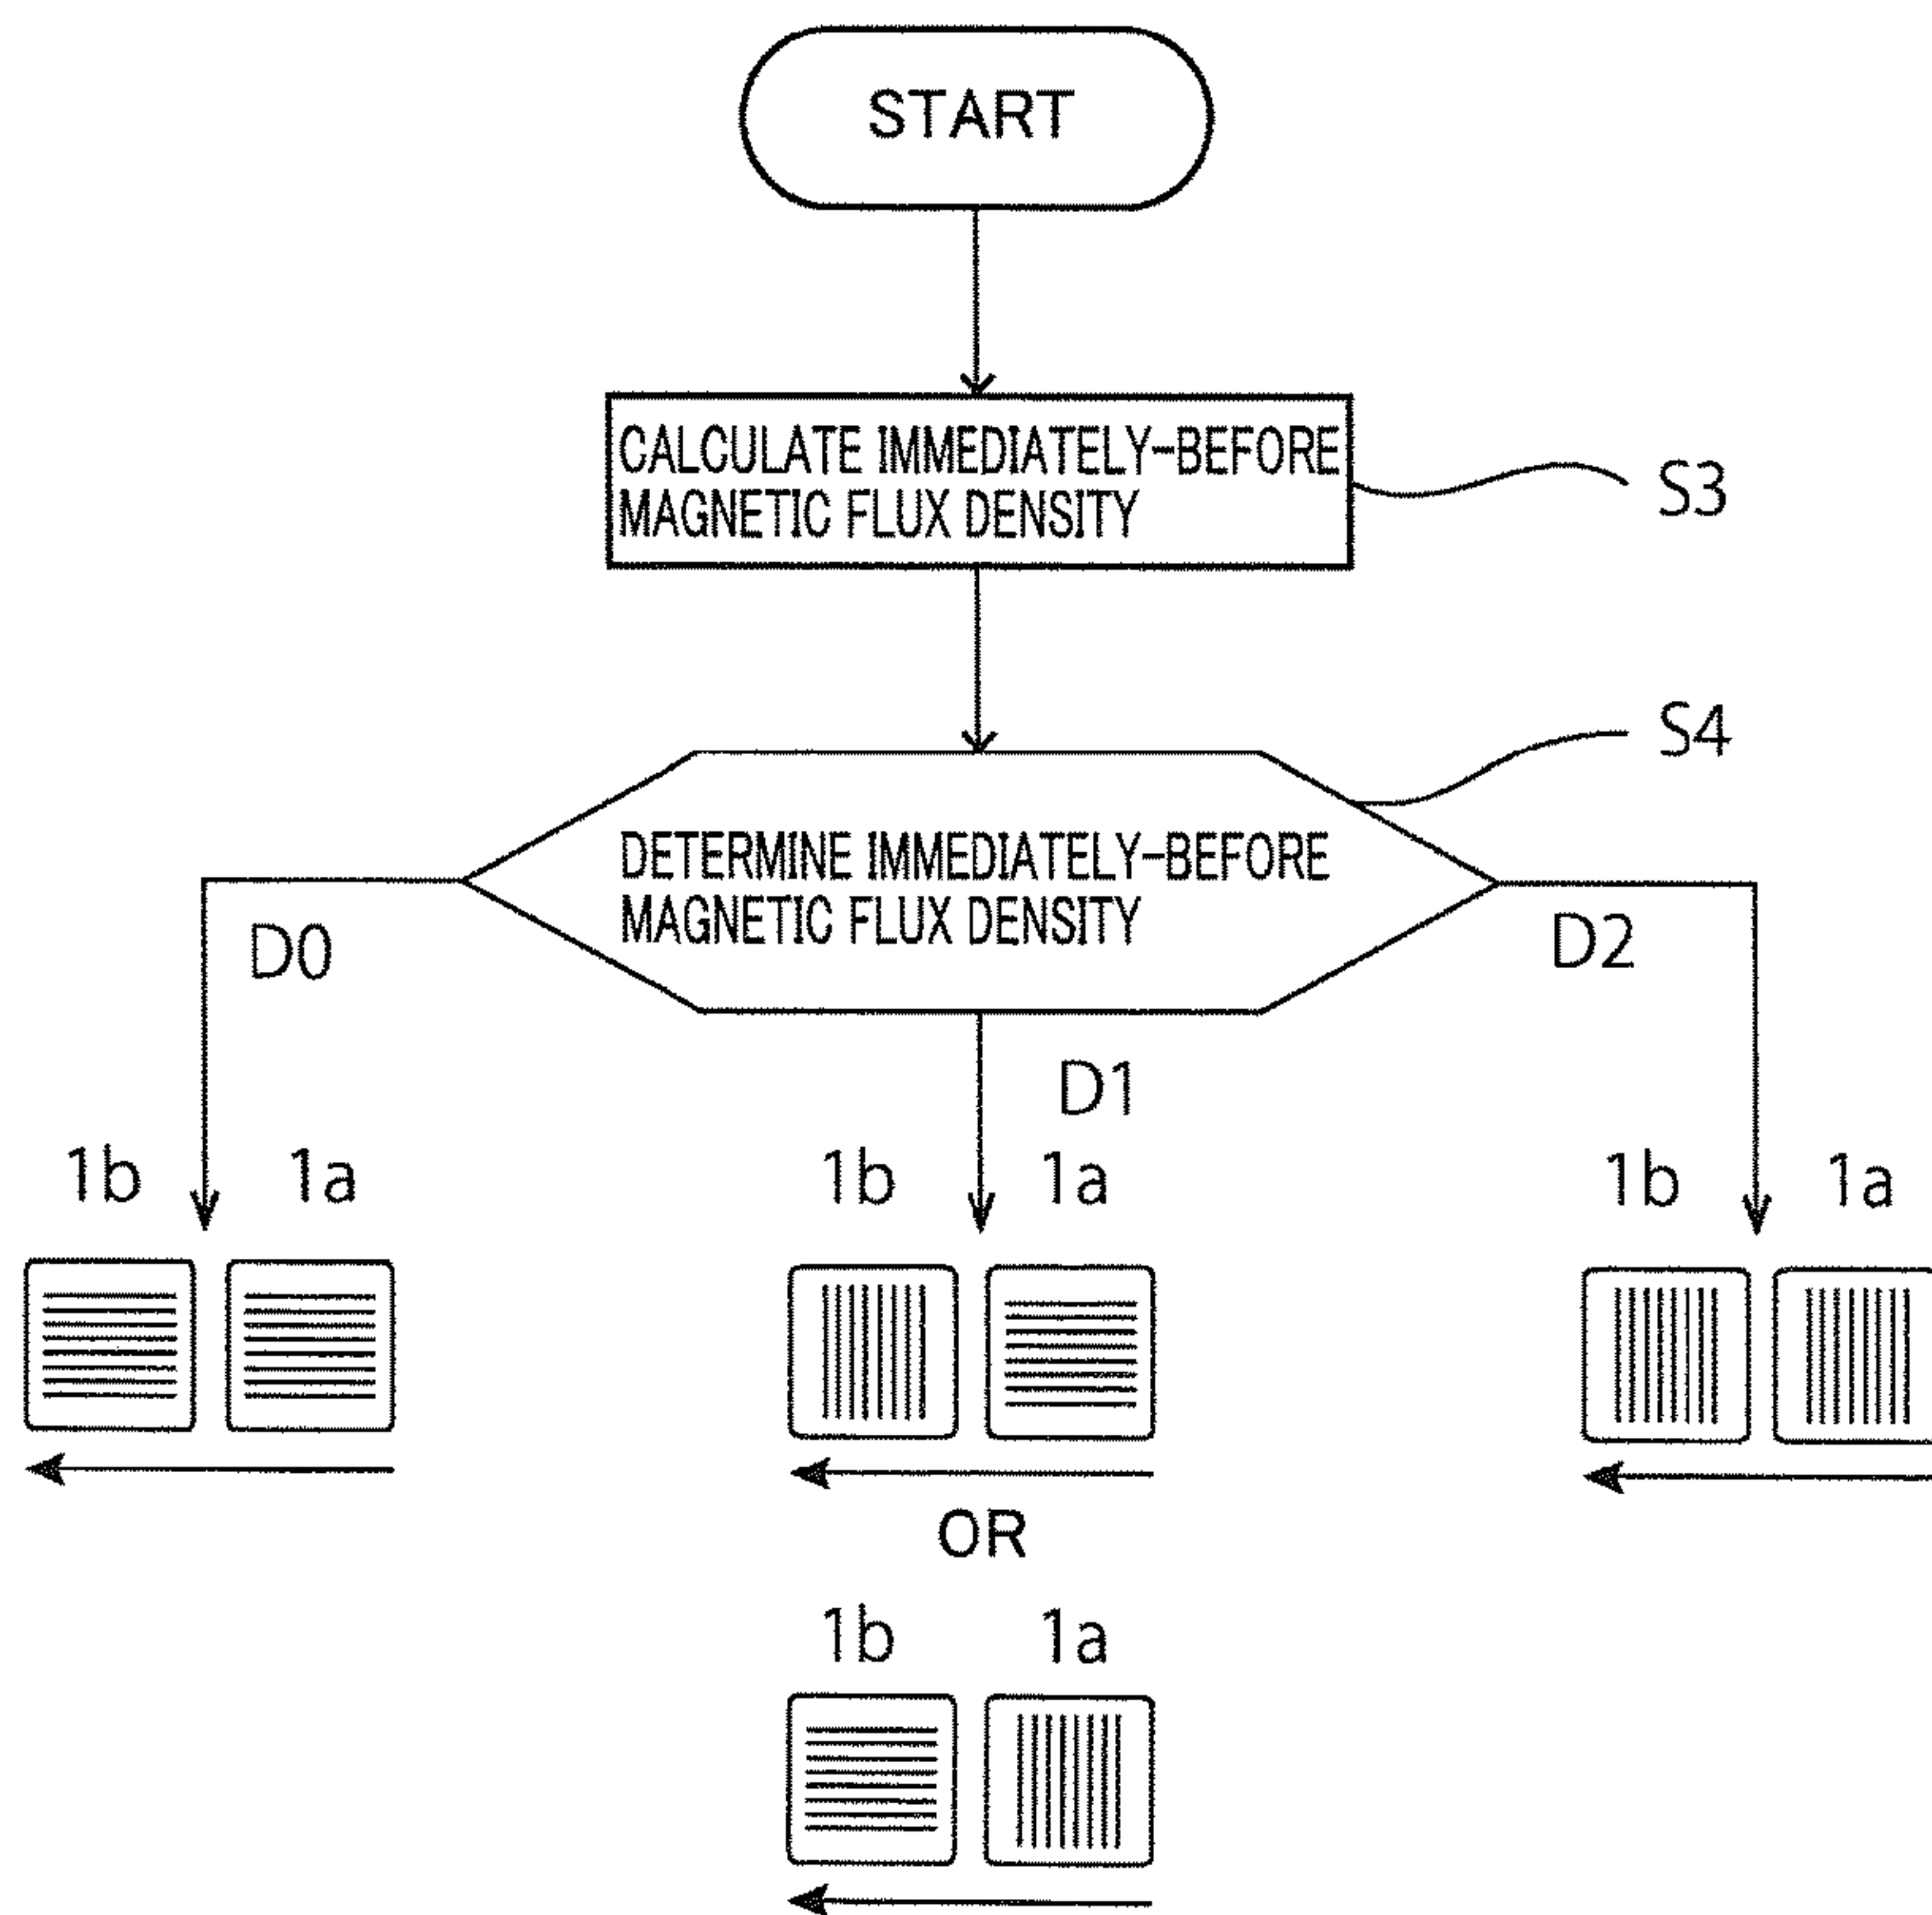 START
CALCULATE IMMEDIATELY-BEFORE
MAGNETIC FLUX DENSITY
S3
S4
DETERMINE IMMEDIATELY-BEFORE
MAGNETIC FLUX DENSITY
D0
D2
D1
1b 1a
1b 1a
1b 1a
OR
1b 1a